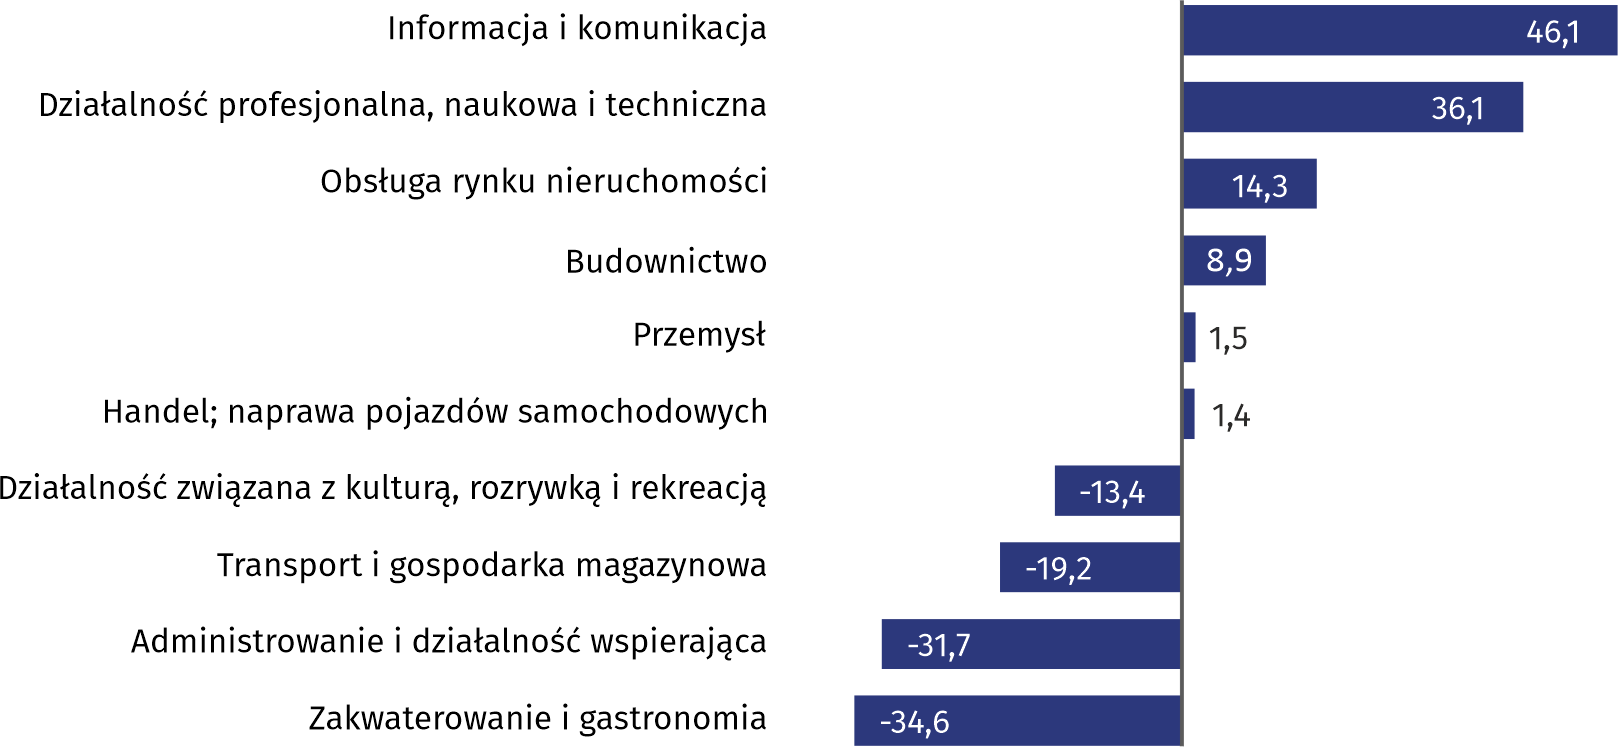 Informacja i komunikacja 46,1
Działalność profesjonalna, naukowa i techniczna 36,1
Obsługa rynku nieruchomości 14,3
Budownictwo 8,9
Przemysł 1,5
Handel; naprawa pojazdów samochodowych 1,4
Działalność związana z kulturą, rozrywką i rekreacją -13,4
Transport i gospodarka magazynowa -19,2
Administrowanie i działalność wspierająca -31,7
Zakwaterowanie i gastronomia -34,6